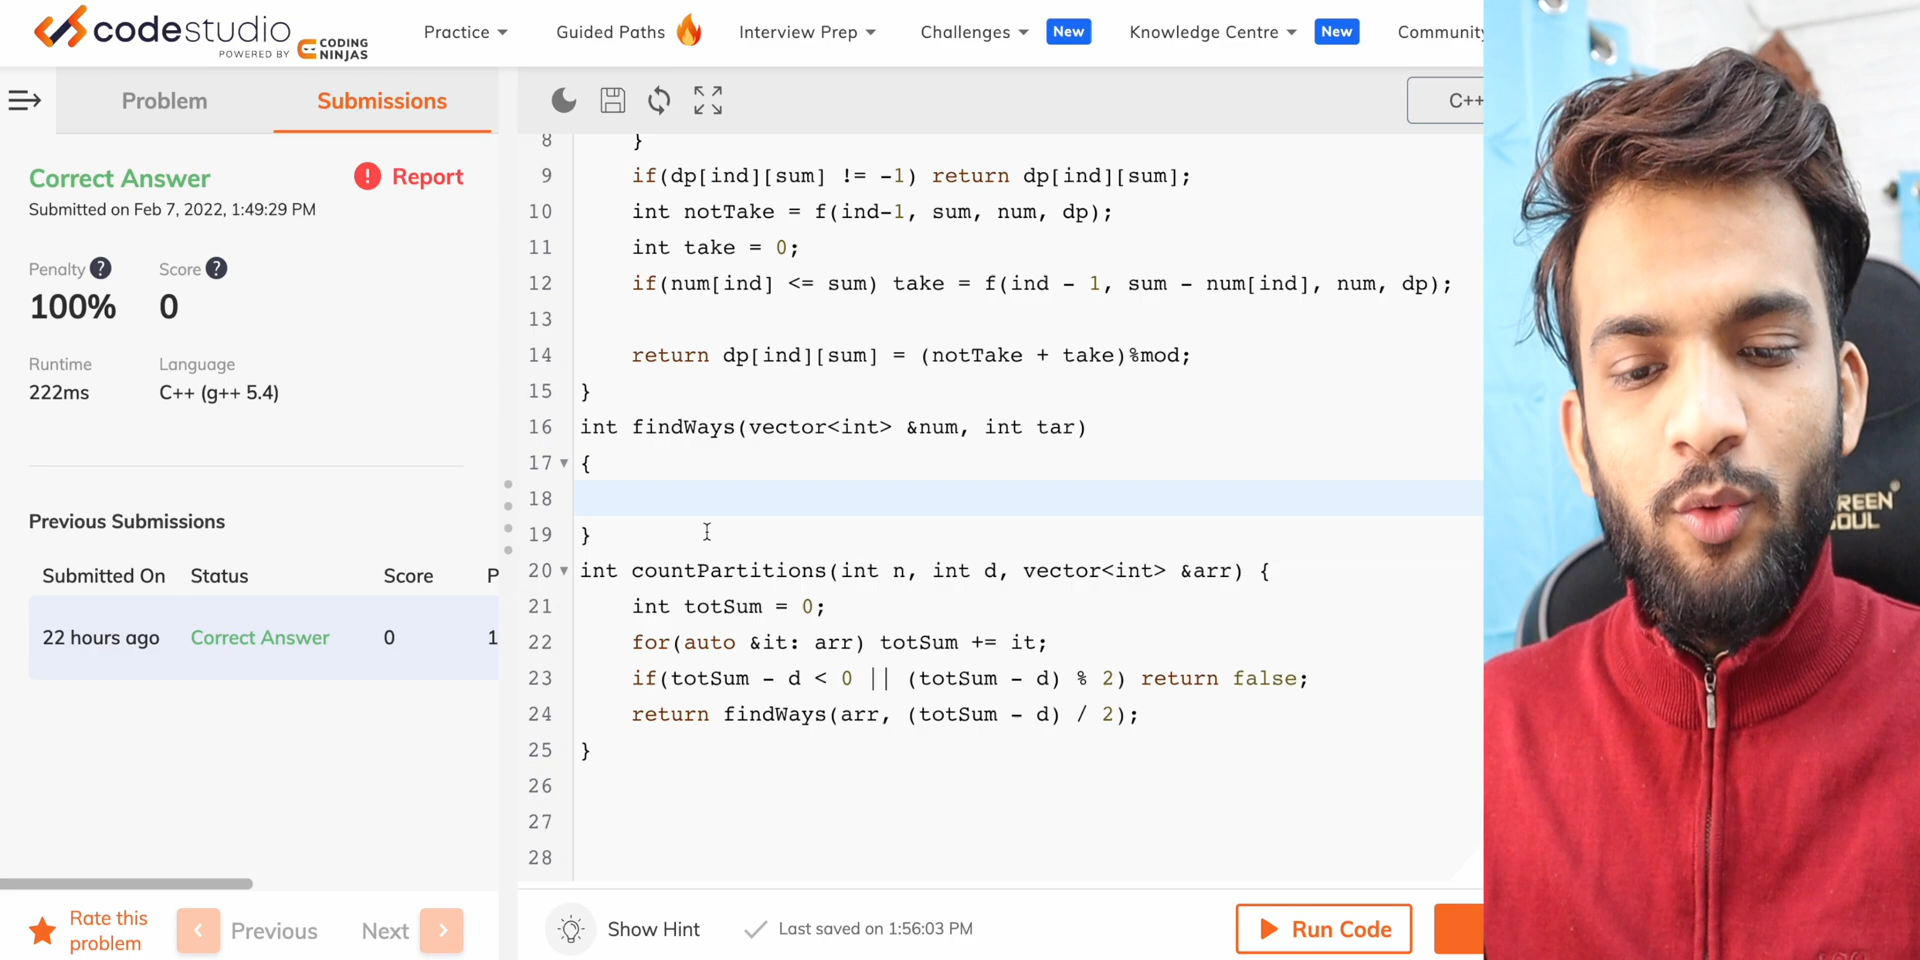 codestudio
POWERED BY CODING NINJAS
Practice
Guided Paths
Interview Prep
Challenges
New
Knowledge Centre
New
Community
Problem
Submissions
C++
Correct Answer
Report
Submitted on Feb 7, 2022, 1:49:29 PM
Penalty ?
Score ?
100%
0
Runtime
Language
222ms
C++ (g++ 5.4)
Previous Submissions
Submitted On Status Score P
22 hours ago Correct Answer 0 1
Rate this
problem
Previous
Next
8 }
9 if(dp[ind][sum] != -1) return dp[ind][sum];
10 int notTake = f(ind-1, sum, num, dp);
11 int take = 0;
12 if(num[ind] <= sum) take = f(ind - 1, sum - num[ind], num, dp);
13
14 return dp[ind][sum] = (notTake + take)%mod;
15 }
16 int findWays(vector<int> &num, int tar)
17 {
18
19 }
20 int countPartitions(int n, int d, vector<int> &arr) {
21 int totSum = 0;
22 for(auto &it: arr) totSum += it;
23 if(totSum - d < 0 || (totSum - d) % 2) return false;
24 return findWays(arr, (totSum - d) / 2);
25 }
26
27
28
Show Hint
Last saved on 1:56:03 PM
Run Code
REEN
OUL